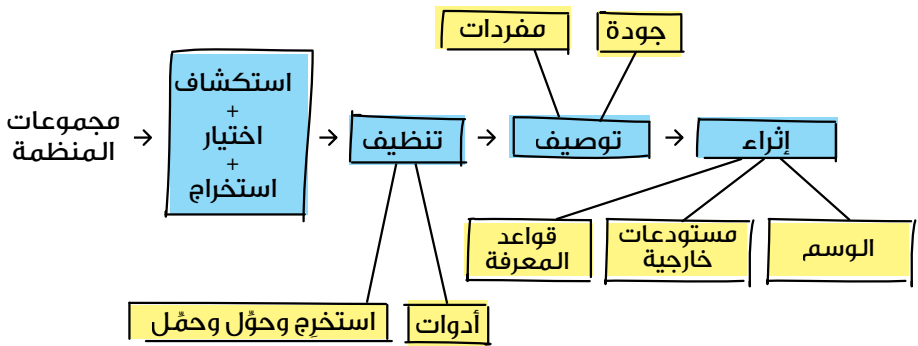 مفردات
جودة
مجموعات
المنظمة
→
استكشاف
+
اختيار
+
استخراج
→
تنظيف
→
توصيف
→
إثراء
قواعد
المعرفة
مستودعات
خارجية
الوسم
استخرِج وحوِّل وحمِّل
أدوات